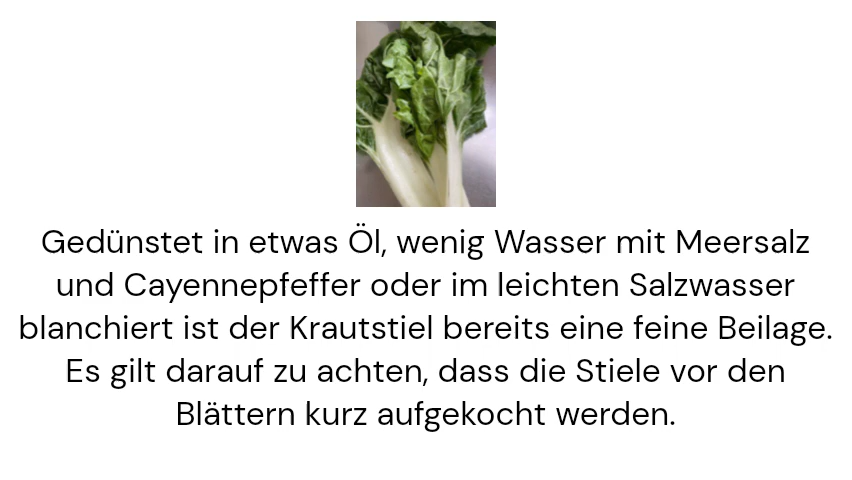 Gedünstet in etwas Öl, wenig Wasser mit Meersalz
und Cayennepfeffer oder im leichten Salzwasser
blanchiert ist der Krautstiel bereits eine feine Beilage.
Es gilt darauf zu achten, dass die Stiele vor den
Blättern kurz aufgekocht werden.